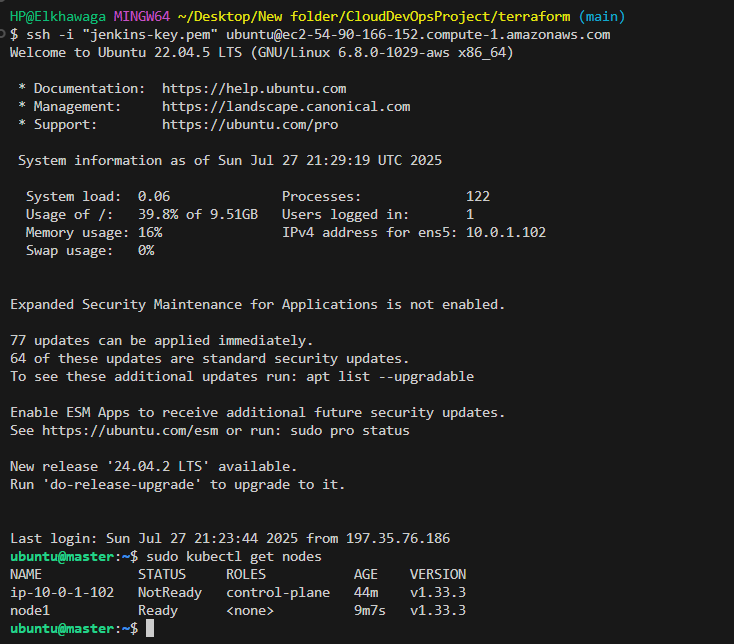 HP@Elkhawaga MINGW64 ~/Desktop/New folder/CloudDevOpsProject/terraform (main)
$ ssh -i "jenkins-key.pem" ubuntu@ec2-54-90-166-152.compute-1.amazonaws.com
Welcome to Ubuntu 22.04.5 LTS (GNU/Linux 6.8.0-1029-aws x86_64)
* Documentation:  https://help.ubuntu.com
* Management:     https://landscape.canonical.com
* Support:        https://ubuntu.com/pro
System information as of Sun Jul 27 21:29:19 UTC 2025
System load:  0.06               Processes:             122
Usage of /:   39.8% of 9.51GB   Users logged in:       1
Memory usage: 16%                IPv4 address for ens5: 10.0.1.102
Swap usage:   0%
Expanded Security Maintenance for Applications is not enabled.
77 updates can be applied immediately.
64 of these updates are standard security updates.
To see these additional updates run: apt list --upgradable
Enable ESM Apps to receive additional future security updates.
See https://ubuntu.com/esm or run: sudo pro status
New release '24.04.2 LTS' available.
Run 'do-release-upgrade' to upgrade to it.
Last login: Sun Jul 27 21:23:44 2025 from 197.35.76.186
ubuntu@master:~$ sudo kubectl get nodes
NAME            STATUS     ROLES           AGE    VERSION
ip-10-0-1-102   NotReady   control-plane   44m    v1.33.3
node1           Ready      <none>          9m7s   v1.33.3
ubuntu@master:~$